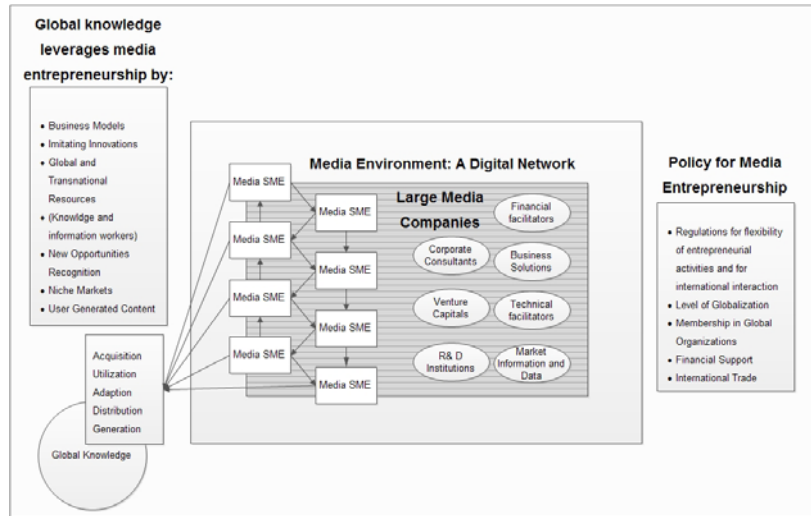 Global knowledge
leverages media
entrepreneurship by:
• Business Models
• Imitating Innovations
• Global and
Transnational
Resources
• (Knowldge and
information workers)
• New Opportunities
Recognition
• Niche Markets
• User Generated Content
Acquisition
Utilization
Adaption
Distribution
Generation
Global Knowledge
Media Environment: A Digital Network
Media SME
Media SME
Media SME
Media SME
Media SME
Media SME
Media SME
Media SME
Large Media
Companies
Financial
facilitators
Corporate
Consultants
Business
Solutions
Venture
Capitals
Technical
facilitators
R& D
Institutions
Market
Information and
Data
Policy for Media
Entrepreneurship
• Regulations for flexibility
of entrepreneurial
activities and for
international interaction
• Level of Globalization
• Membership in Global
Organizations
• Financial Support
• International Trade